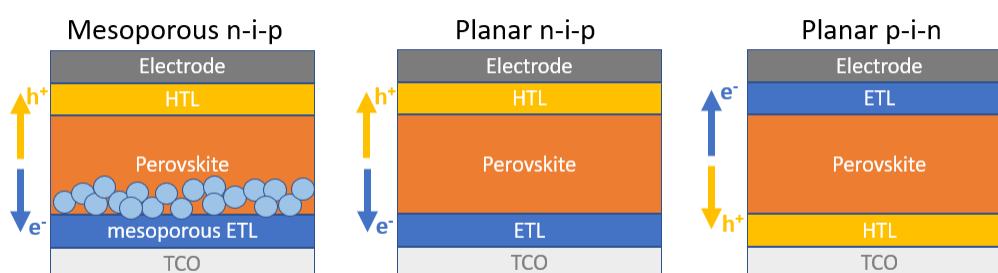 Mesoporous n-i-p
Electrode
h⁺
HTL
Perovskite
e⁻
mesoporous ETL
TCO
Planar n-i-p
Electrode
h⁺
HTL
Perovskite
e⁻
ETL
TCO
Planar p-i-n
Electrode
e⁻
ETL
Perovskite
h⁺
HTL
TCO